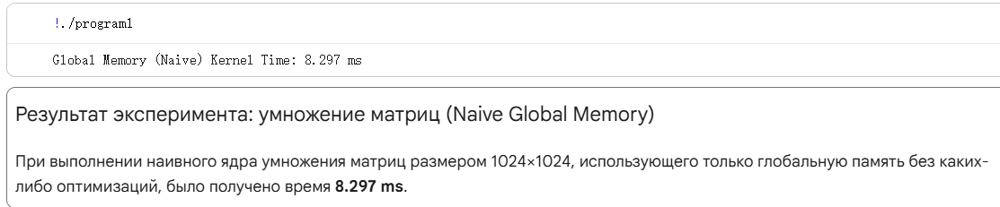 !./program1
Global Memory (Naive) Kernel Time: 8.297 ms
Результат эксперимента: умножение матриц (Naive Global Memory)
При выполнении наивного ядра умножения матриц размером 1024×1024, использующего только глобальную память без каких-
либо оптимизаций, было получено время 8.297 ms.